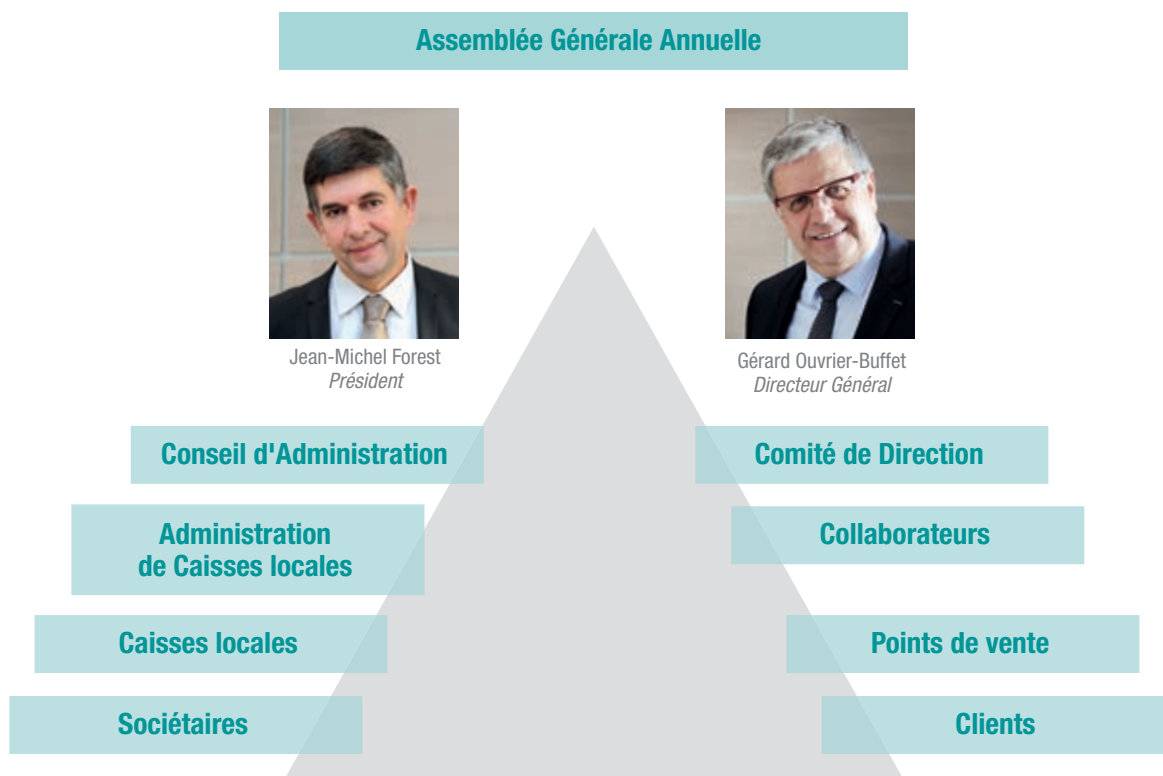 Assemblée Générale Annuelle
Jean-Michel Forest
Président
Gérard Ouvrier-Buffet
Directeur Général
Conseil d'Administration
Comité de Direction
Administration
de Caisses locales
Collaborateurs
Caisses locales
Points de vente
Sociétaires
Clients